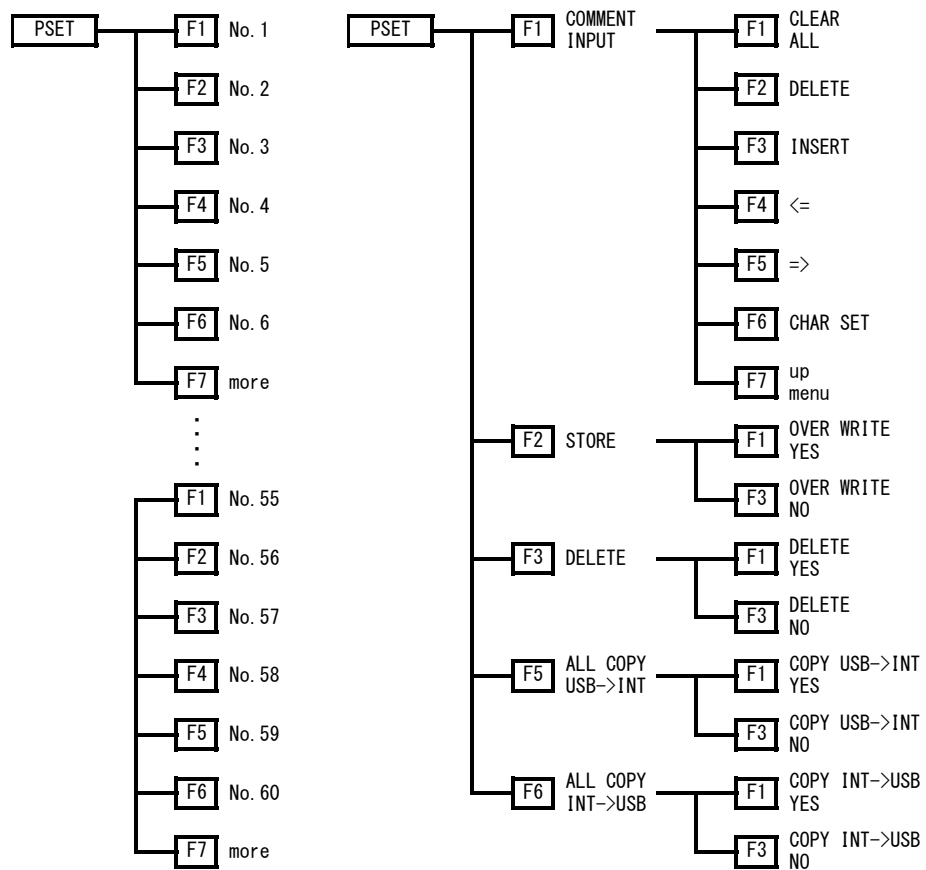 PSET
F1 No. 1
F2 No. 2
F3 No. 3
F4 No. 4
F5 No. 5
F6 No. 6
F7 more
F1 No. 55
F2 No. 56
F3 No. 57
F4 No. 58
F5 No. 59
F6 No. 60
F7 more
PSET
F1 COMMENT
INPUT
F1 CLEAR
ALL
F2 DELETE
F3 INSERT
F4 <=
F5 =>
F6 CHAR SET
F7 up
menu
F2 STORE
F1 OVER WRITE
YES
F3 OVER WRITE
NO
F3 DELETE
F1 DELETE
YES
F3 DELETE
NO
F5 ALL COPY
USB->INT
F1 COPY USB->INT
YES
F3 COPY USB->INT
NO
F6 ALL COPY
INT->USB
F1 COPY INT->USB
YES
F3 COPY INT->USB
NO